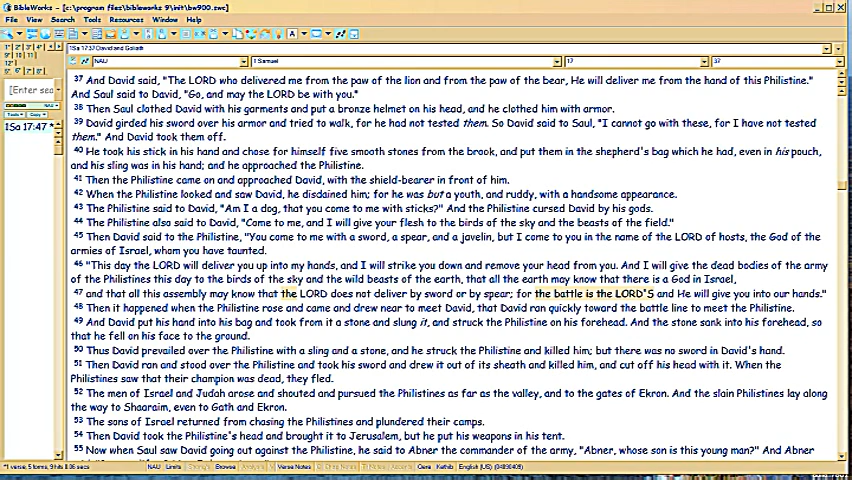 BibleWorks - [c:\program files\bibleworks 9\init\bw900.swc]
File View Search Tools Resources Window Help
1Sa 17:37 David and Goliath
NAU 1 Samuel 17 37
[Enter sea
Tools Copy
1Sa 17:47 *
37 And David said, "The LORD who delivered me from the paw of the lion and from the paw of the bear, He will deliver me from the hand of this Philistine."
And Saul said to David, "Go, and may the LORD be with you."
38 Then Saul clothed David with his garments and put a bronze helmet on his head, and he clothed him with armor.
39 David girded his sword over his armor and tried to walk, for he had not tested them. So David said to Saul, "I cannot go with these, for I have not tested
them." And David took them off.
40 He took his stick in his hand and chose for himself five smooth stones from the brook, and put them in the shepherd's bag which he had, even in his pouch,
and his sling was in his hand; and he approached the Philistine.
41 Then the Philistine came on and approached David, with the shield-bearer in front of him.
42 When the Philistine looked and saw David, he disdained him; for he was but a youth, and ruddy, with a handsome appearance.
43 The Philistine said to David, "Am I a dog, that you come to me with sticks?" And the Philistine cursed David by his gods.
44 The Philistine also said to David, "Come to me, and I will give your flesh to the birds of the sky and the beasts of the field."
45 Then David said to the Philistine, "You come to me with a sword, a spear, and a javelin, but I come to you in the name of the LORD of hosts, the God of the
armies of Israel, whom you have taunted.
46 "This day the LORD will deliver you up into my hands, and I will strike you down and remove your head from you. And I will give the dead bodies of the army
of the Philistines this day to the birds of the sky and the wild beasts of the earth, that all the earth may know that there is a God in Israel,
47 and that all this assembly may know that the LORD does not deliver by sword or by spear; for the battle is the LORD'S and He will give you into our hands."
48 Then it happened when the Philistine rose and came and drew near to meet David, that David ran quickly toward the battle line to meet the Philistine.
49 And David put his hand into his bag and took from it a stone and slung it, and struck the Philistine on his forehead. And the stone sank into his forehead, so
that he fell on his face to the ground.
50 Thus David prevailed over the Philistine with a sling and a stone, and he struck the Philistine and killed him; but there was no sword in David's hand.
51 Then David ran and stood over the Philistine and took his sword and drew it out of its sheath and killed him, and cut off his head with it. When the
Philistines saw that their champion was dead, they fled.
52 The men of Israel and Judah arose and shouted and pursued the Philistines as far as the valley, and to the gates of Ekron. And the slain Philistines lay along
the way to Shaaraim, even to Gath and Ekron.
53 The sons of Israel returned from chasing the Philistines and plundered their camps.
54 Then David took the Philistine's head and brought it to Jerusalem, but he put his weapons in his tent.
55 Now when Saul saw David going out against the Philistine, he said to Abner the commander of the army, "Abner, whose son is this young man?" And Abner
1 verse, 5 forms, 9 hits 0.06 secs NAU Limits Browse Analysis Verse Notes Accents Qere Kethib English (US) (04090409)